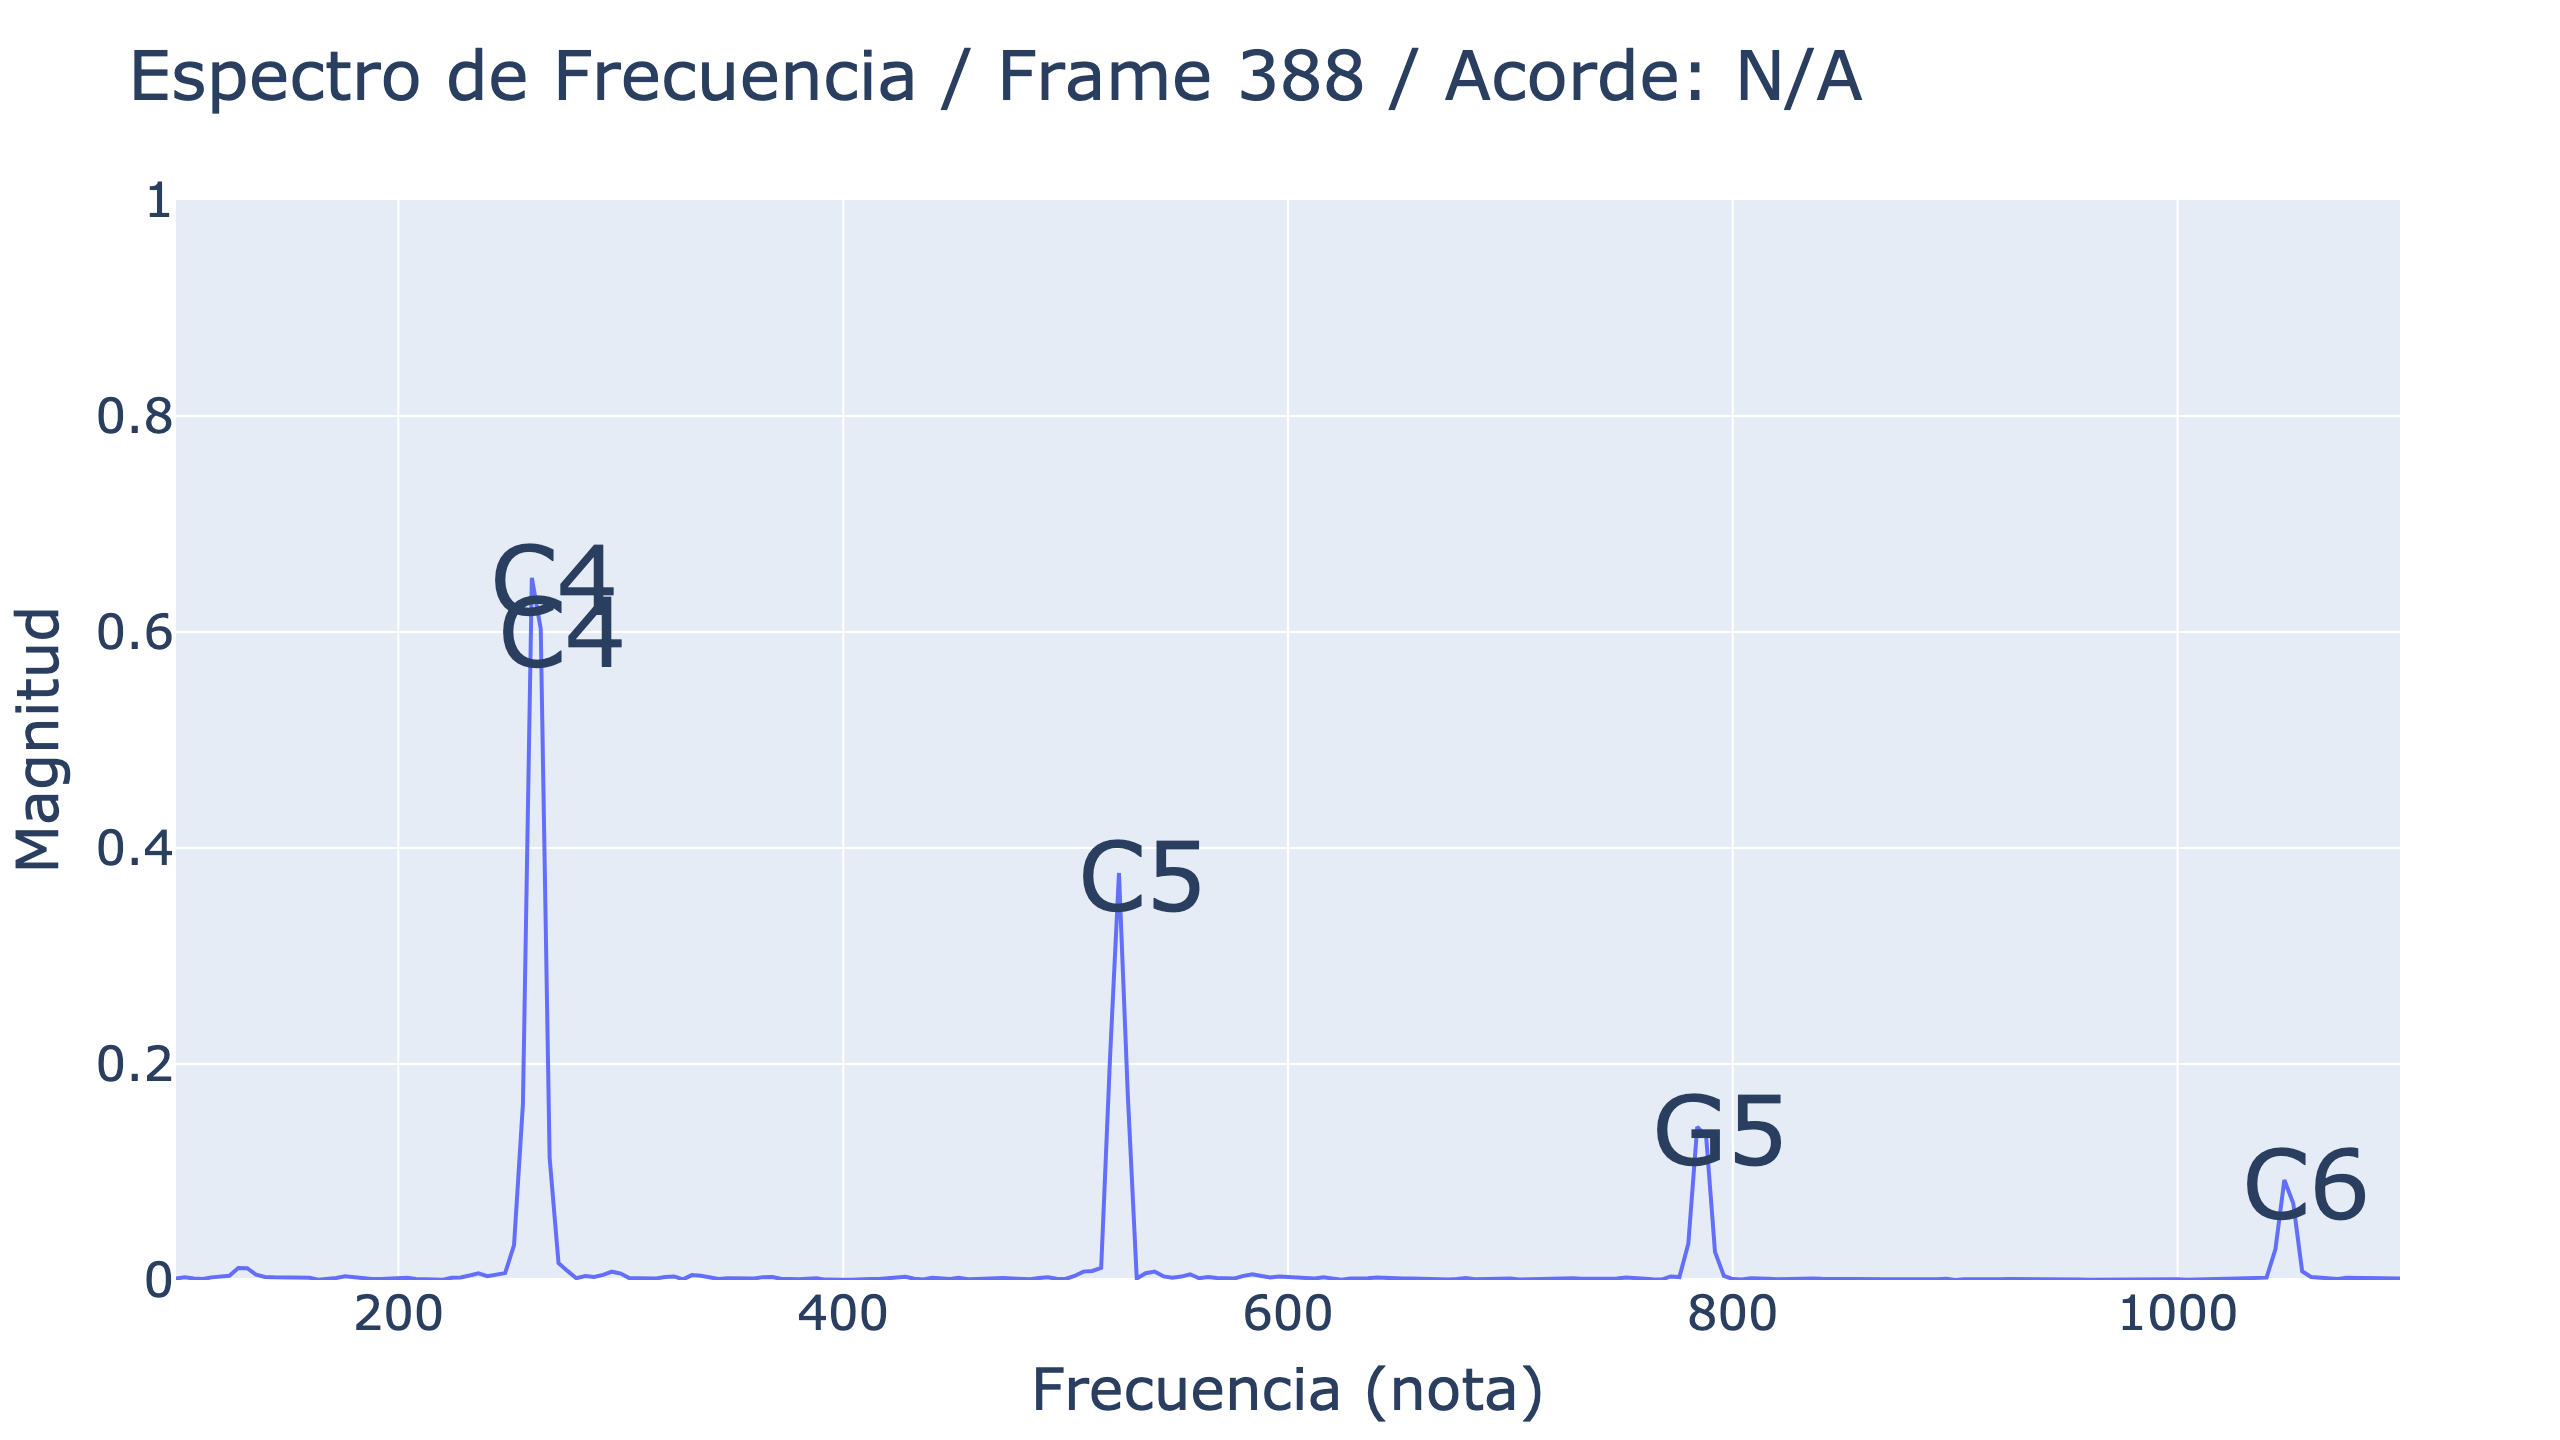 Espectro de Frecuencia / Frame 388 / Acorde: N/A
1
0.8
0.6
0.4
0.2
0
Magnitud
C4
C4
C5
G5
C6
200 400 600 800 1000
Frecuencia (nota)